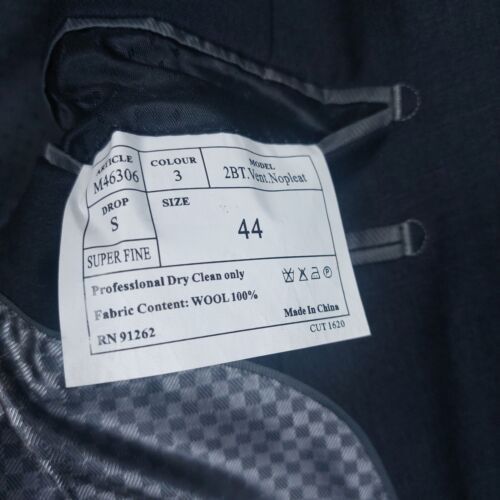 ARTICLE
M46306
COLOUR
3
MODEL
2BT.Vent.Nopleat
DROP
S
SIZE
44
SUPER FINE
Professional Dry Clean only
Fabric Content: WOOL 100%
RN 91262
P
Made In China
CUT 1620